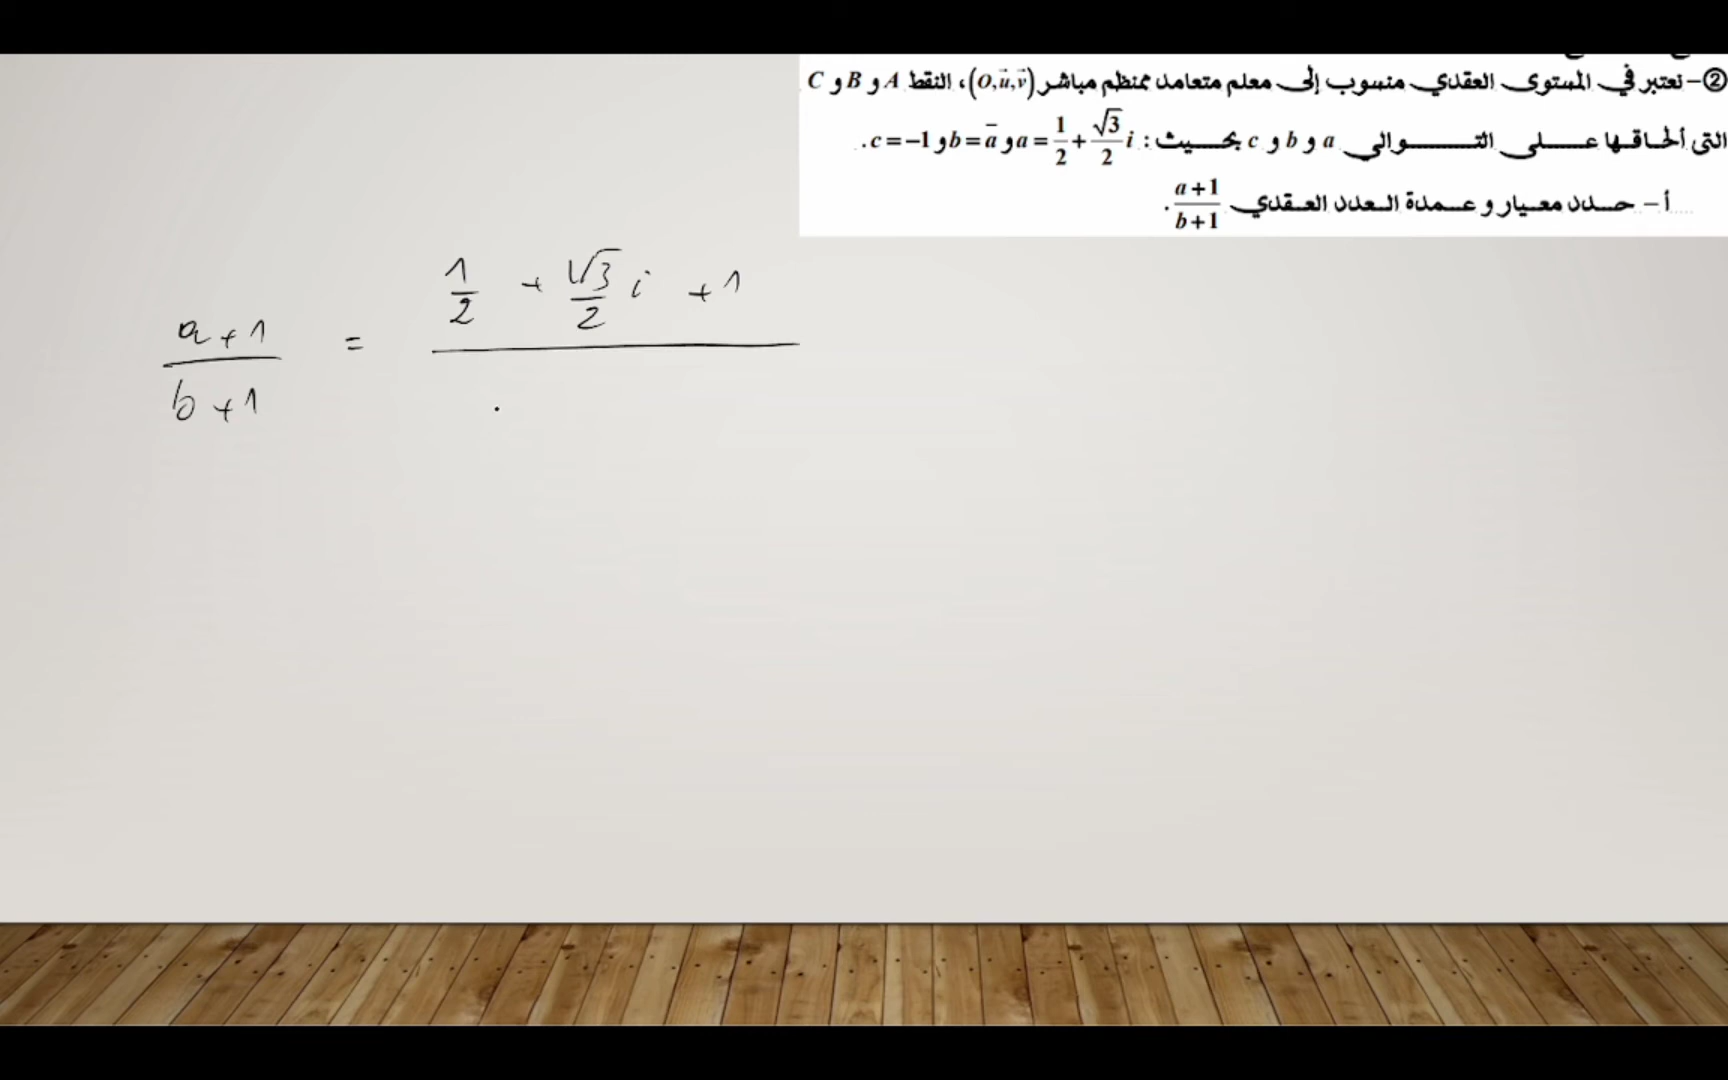 ②- نعتبر في المستوى العقدي منسوب إلى معلم متعامد ممنظم مباشر (O,u⃗,v⃗)، النقط A و B و C
التي ألحاقها على التوالي a و b و c بحيث: a = 1/2 + √3/2 i و b = a̅ و c = −1.
أ - حدد معيار و عمدة العدد العقدي (a+1)/(b+1).
(a+1)/(b+1) = (1/2 + √3/2 i + 1)/